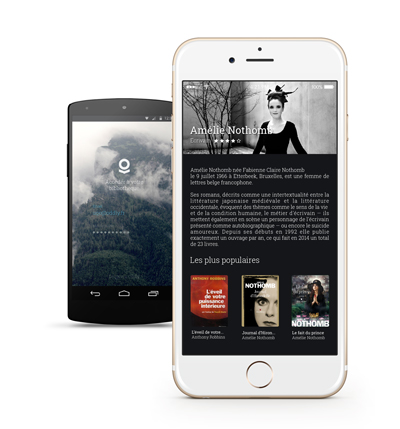 100%
Amélie Nothomb
Écrivain
Amélie Nothomb née Fabienne Claire Nothomb
le 9 juillet 1966 à Etterbeek, Bruxelles, est une femme de
lettres belge francophone.
Ses romans, décrits comme une intertextualité entre la
littérature japonaise médiévale et la littérature
occidentale, évoquent des thèmes comme le sens de la vie
et de la condition humaine, le métier d'écrivain – ils
mettent également en scène un personnage de l'écrivain
présenté comme autobiographique – ou encore le suicide
amoureux. Depuis ses débuts en 1992 elle publie
exactement un ouvrage par an, ce qui fait en 2014 un total
de 23 livres.
Les plus populaires
ANTHONY ROBBINS
L'éveil
de votre
puissance
intérieure
NOTHOMB
NOTHOMB
L'éveil de votre...
Anthony Robbins
Journal d'Hiron...
Amélie Nothomb
Le fait du prince
Amélie Nothomb